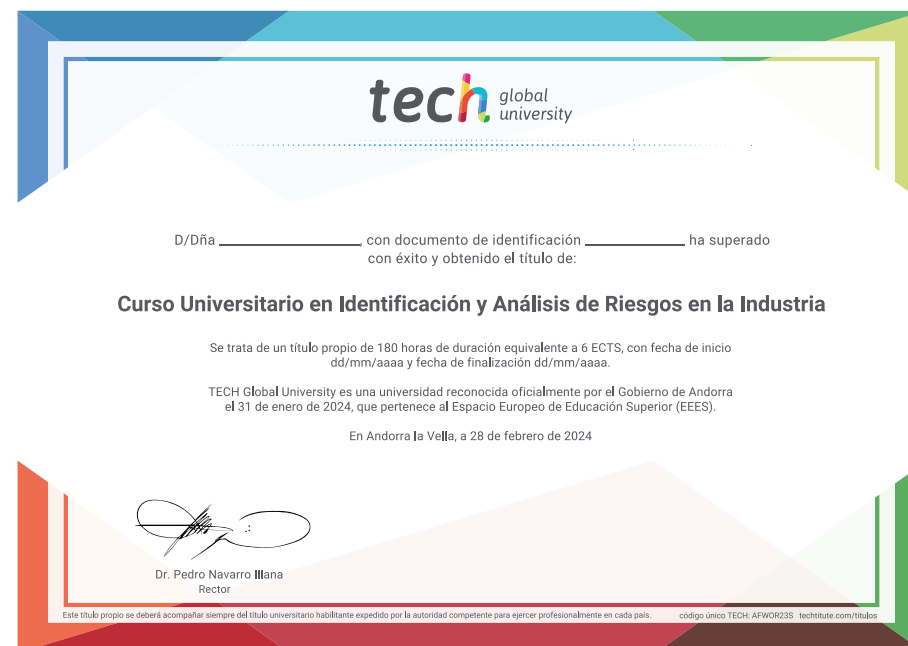 tech global university
D/Dña ____________________, con documento de identificación ______________ ha superado
con éxito y obtenido el título de:
Curso Universitario en Identificación y Análisis de Riesgos en la Industria
Se trata de un título propio de 180 horas de duración equivalente a 6 ECTS, con fecha de inicio
dd/mm/aaaa y fecha de finalización dd/mm/aaaa.
TECH Global University es una universidad reconocida oficialmente por el Gobierno de Andorra
el 31 de enero de 2024, que pertenece al Espacio Europeo de Educación Superior (EEES).
En Andorra la Vella, a 28 de febrero de 2024
Dr. Pedro Navarro Illana
Rector
Este título propio se deberá acompañar siempre del título universitario habilitante expedido por la autoridad competente para ejercer profesionalmente en cada país. código único TECH: AFWOR23S techtitute.com/titulos